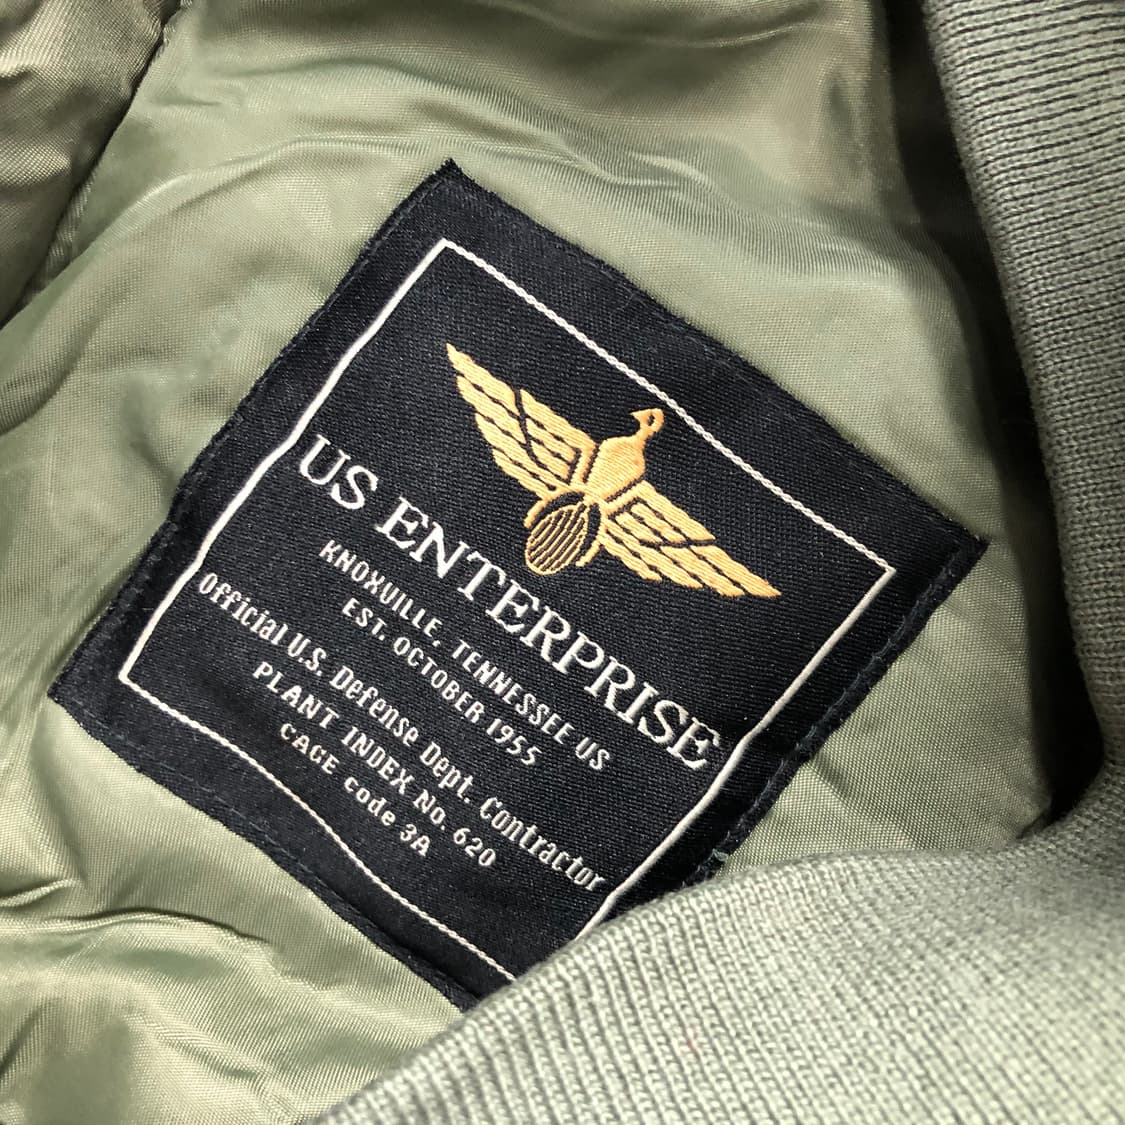 US ENTERPRISE
KNOXVILLE, TENNESSEE US
EST. OCTOBER 1955
Official U.S. Defense Dept. Contractor
PLANT INDEX No. 620
CAGE code 3A